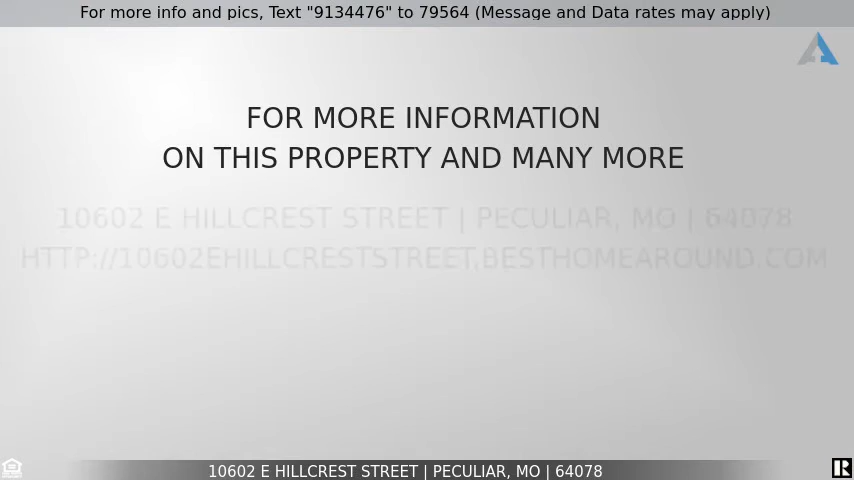 For more info and pics, Text "9134476" to 79564 (Message and Data rates may apply)
FOR MORE INFORMATION
ON THIS PROPERTY AND MANY MORE
10602 E HILLCREST STREET | PECULIAR, MO | 64078
HTTP://10602EHILLCRESTSTREET.BESTHOMEAROUND.COM
10602 E HILLCREST STREET | PECULIAR, MO | 64078